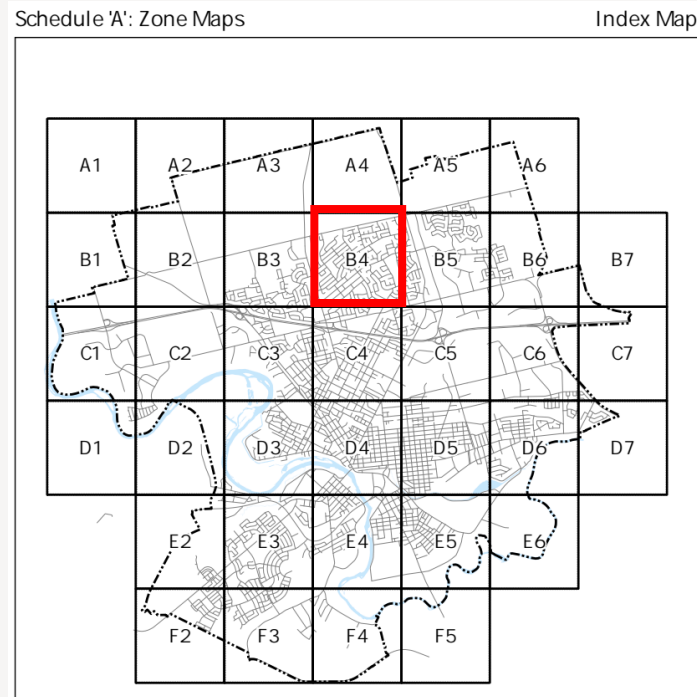 Schedule 'A': Zone Maps Index Map
A1 A2 A3 A4 A5 A6
B1 B2 B3 B4 B5 B6 B7
C1 C2 C3 C4 C5 C6 C7
D1 D2 D3 D4 D5 D6 D7
E2 E3 E4 E5 E6
F2 F3 F4 F5